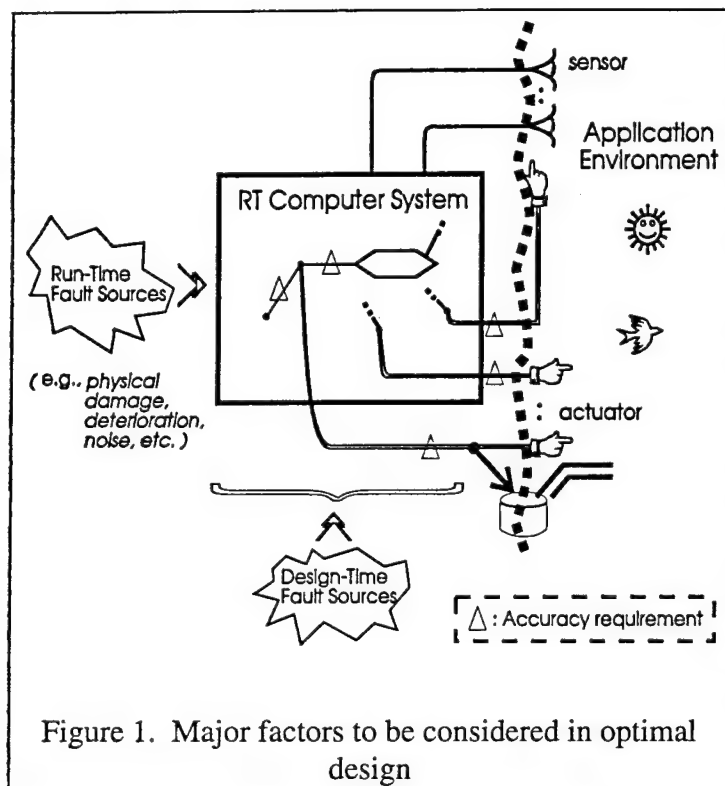 sensor
Application
Environment
RT Computer System
Run-Time
Fault Sources
(e.g., physical
damage,
deterioration,
noise, etc.)
: actuator
Design-Time
Fault Sources
△ : Accuracy requirement
Figure 1. Major factors to be considered in optimal
design